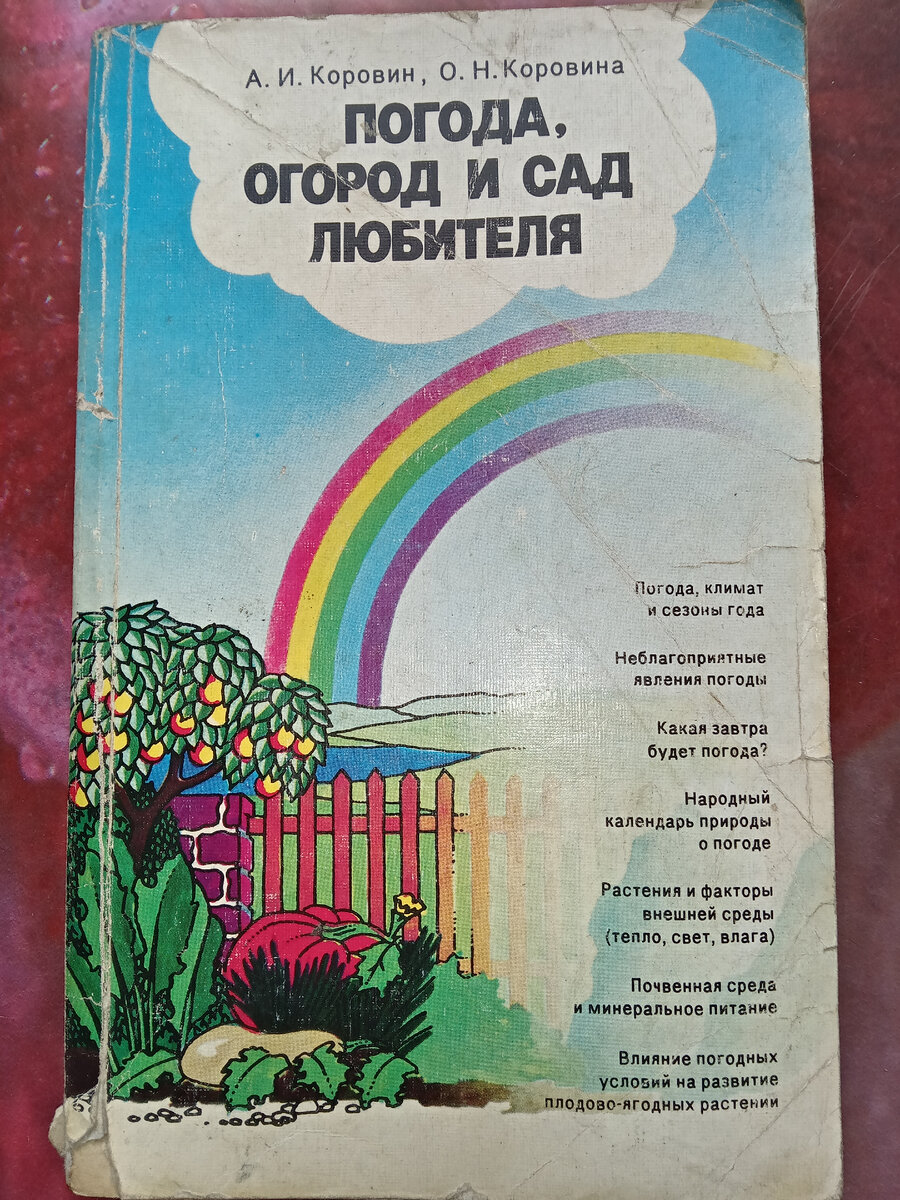 А. И. Коровин, О. Н. Коровина
ПОГОДА,
ОГОРОД И САД
ЛЮБИТЕЛЯ
Погода, климат
и сезоны года
Неблагоприятные
явления погоды
Какая завтра
будет погода?
Народный
календарь природы
о погоде
Растения и факторы
внешней среды
(тепло, свет, влага)
Почвенная среда
и минеральное питание
Влияние погодных
условий на развитие
плодово-ягодных растений